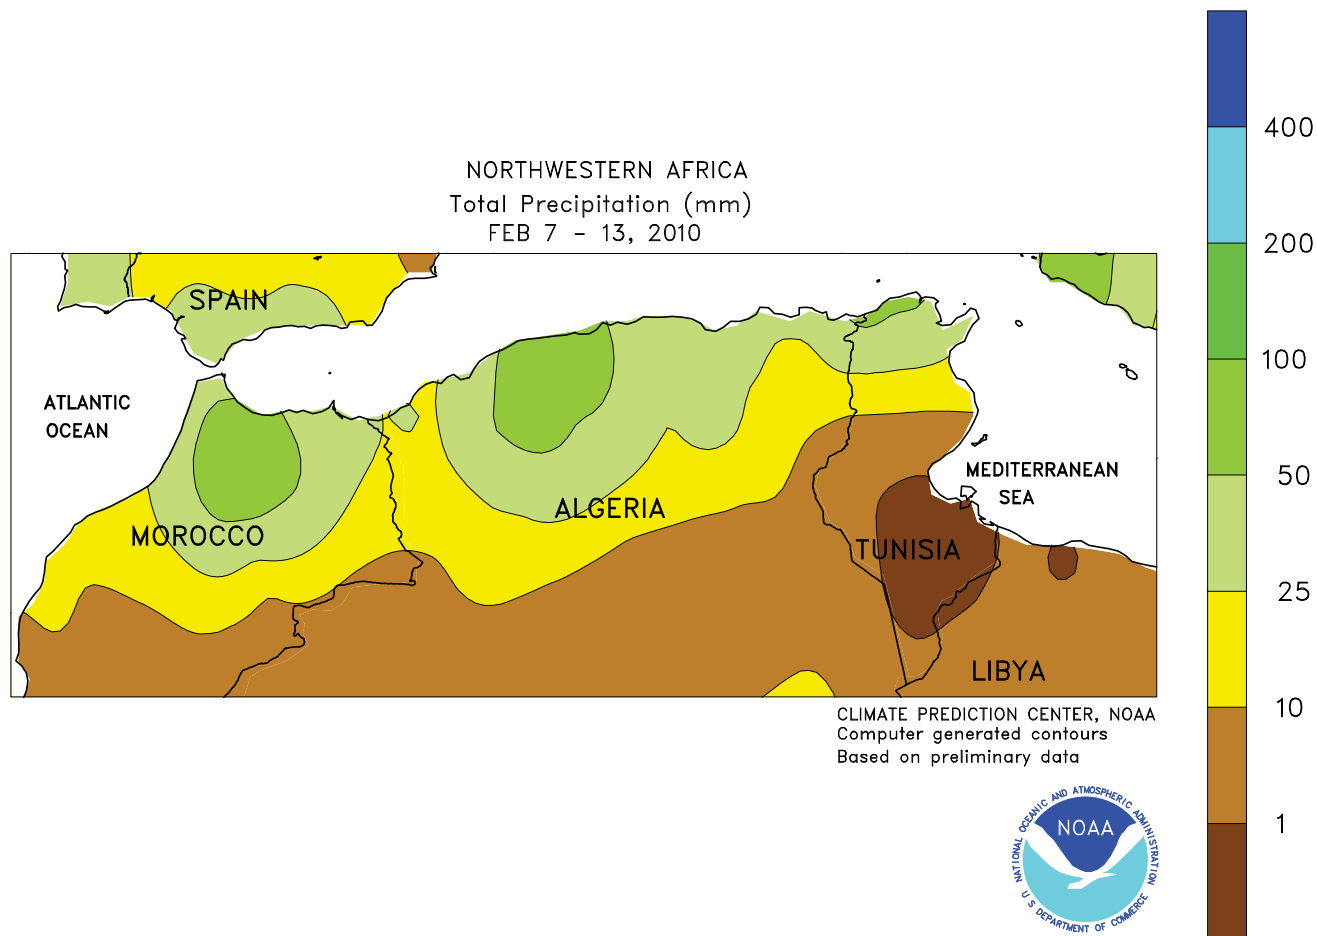 NORTHWESTERN AFRICA
Total Precipitation (mm)
FEB 7 - 13, 2010
SPAIN
ATLANTIC
OCEAN
MEDITERRANEAN
SEA
MOROCCO
ALGERIA
TUNISIA
LIBYA
400
200
100
50
25
10
1
CLIMATE PREDICTION CENTER, NOAA
Computer generated contours
Based on preliminary data
NATIONAL OCEANIC AND ATMOSPHERIC ADMINISTRATION
NOAA
U S DEPARTMENT OF COMMERCE